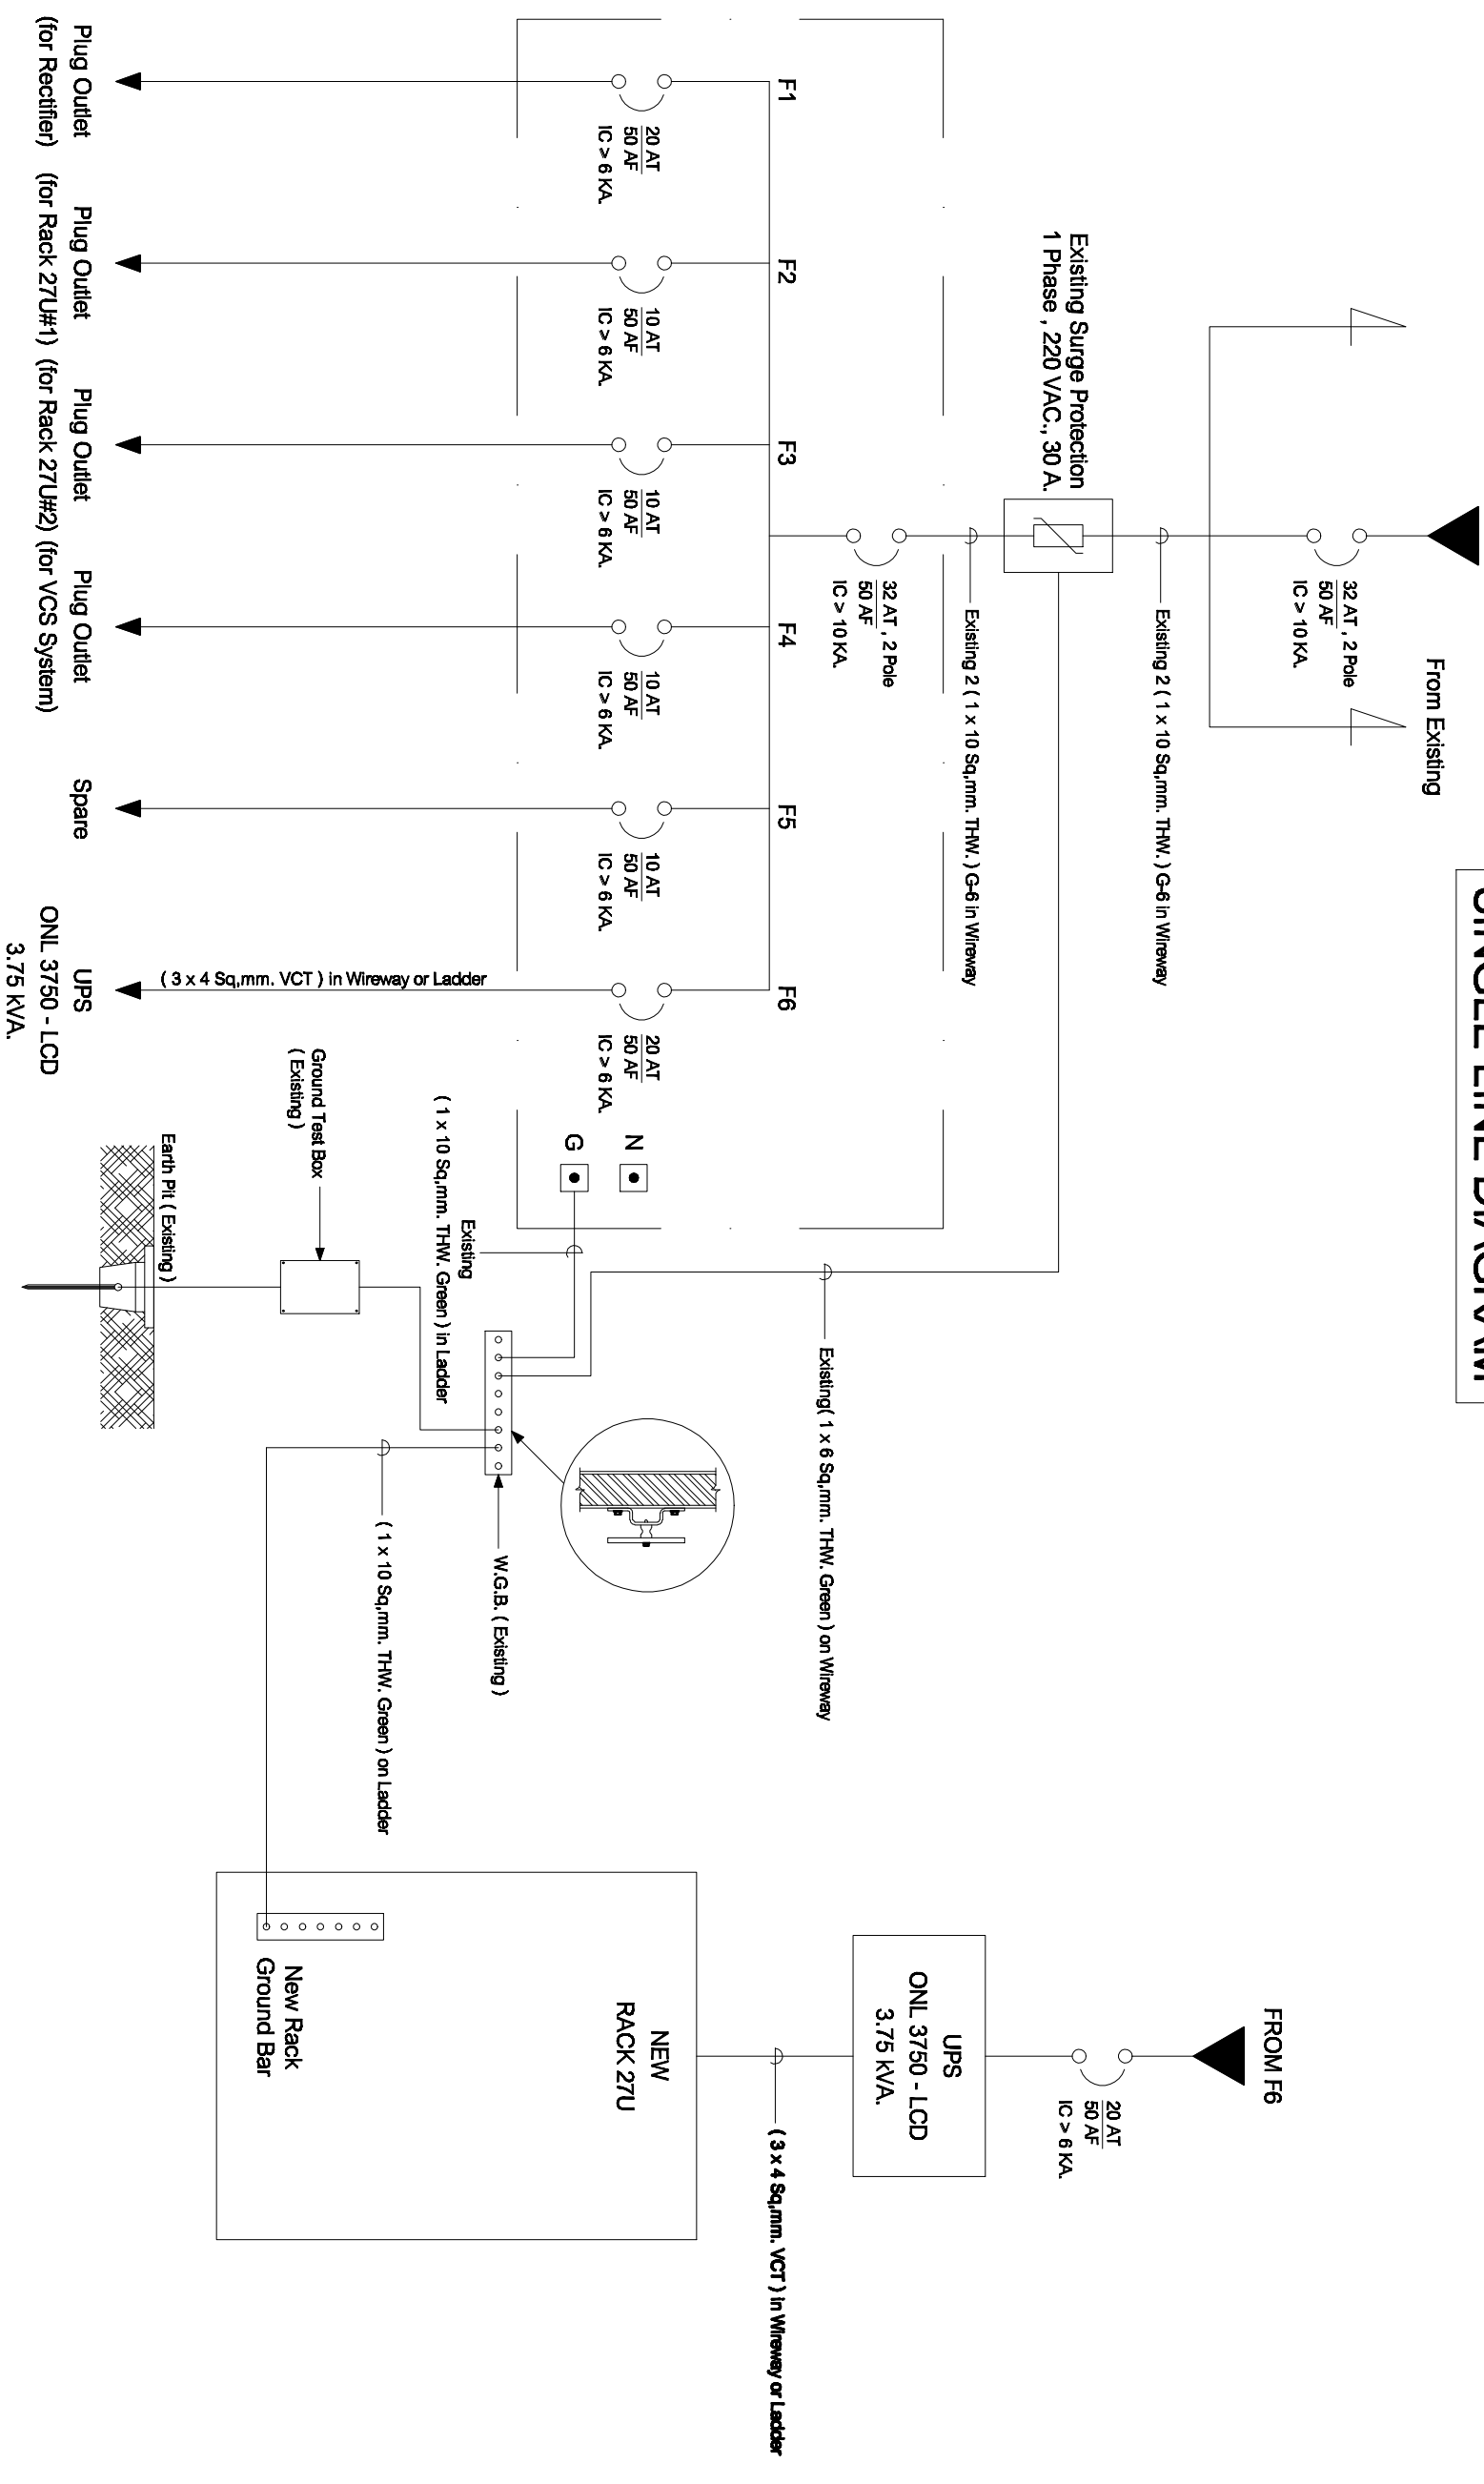 SINGLE LINE DIAGRAM
From Existing
32 AT , 2 Pole
50 AF
IC > 10 KA.
Existing 2 ( 1 x 10 Sq,mm. THW. ) G-6 in Wireway
Existing Surge Protection
1 Phase , 220 VAC., 30 A.
Existing 2 ( 1 x 10 Sq,mm. THW. ) G-6 in Wireway
32 AT , 2 Pole
50 AF
IC > 10 KA.
F1
20 AT
50 AF
IC > 6 KA.
F2
10 AT
50 AF
IC > 6 KA.
F3
10 AT
50 AF
IC > 6 KA.
F4
10 AT
50 AF
IC > 6 KA.
F5
10 AT
50 AF
IC > 6 KA.
F6
20 AT
50 AF
IC > 6 KA.
N
G
( 3 x 4 Sq,mm. VCT ) in Wireway or Ladder
Plug Outlet
(for Rectifier)
Plug Outlet
(for Rack 27U#1)
Plug Outlet
(for Rack 27U#2)
Plug Outlet
(for VCS System)
Spare
UPS
ONL 3750 - LCD
3.75 kVA.
Existing( 1 x 6 Sq,mm. THW. Green ) on Wireway
Existing
( 1 x 10 Sq,mm. THW. Green ) in Ladder
W.G.B. ( Existing )
Ground Test Box
( Existing )
Earth Pit ( Existing )
( 1 x 10 Sq,mm. THW. Green ) on Ladder
FROM F6
20 AT
50 AF
IC > 6 KA.
UPS
ONL 3750 - LCD
3.75 kVA.
( 3 x 4 Sq,mm. VCT ) in Wireway or Ladder
NEW
RACK 27U
New Rack
Ground Bar